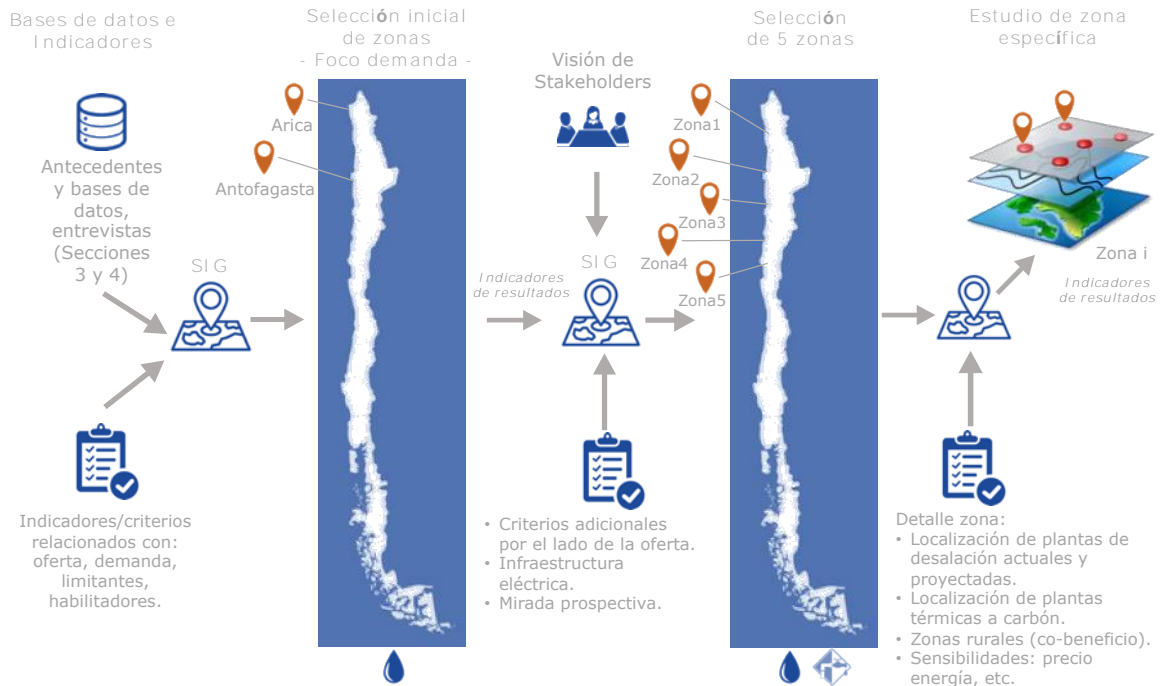 Bases de datos e
Indicadores
Antecedentes
y bases de
datos,
entrevistas
(Secciones
3 y 4)
SIG
Indicadores/criterios
relacionados con:
oferta, demanda,
limitantes,
habilitadores.
Selección inicial
de zonas
- Foco demanda -
Arica
Antofagasta
Indicadores
de resultados
Visión de
Stakeholders
SIG
• Criterios adicionales
por el lado de la oferta.
• Infraestructura
eléctrica.
• Mirada prospectiva.
Selección
de 5 zonas
Zona1
Zona2
Zona3
Zona4
Zona5
Estudio de zona
específica
Zona i
Indicadores
de resultados
Detalle zona:
• Localización de plantas de
desalación actuales y
proyectadas.
• Localización de plantas
térmicas a carbón.
• Zonas rurales (co-beneficio).
• Sensibilidades: precio
energía, etc.